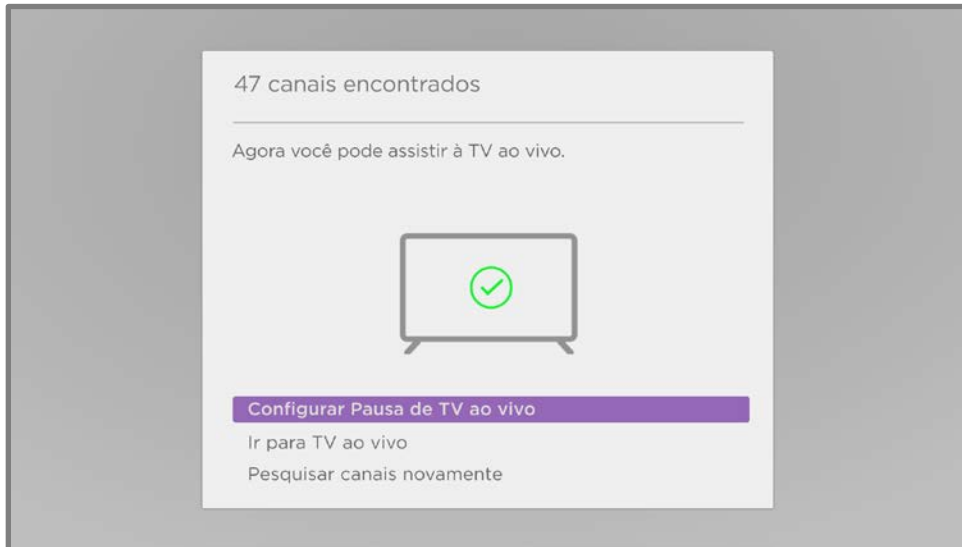 47 canais encontrados
Agora você pode assistir à TV ao vivo.
Configurar Pausa de TV ao vivo
Ir para TV ao vivo
Pesquisar canais novamente